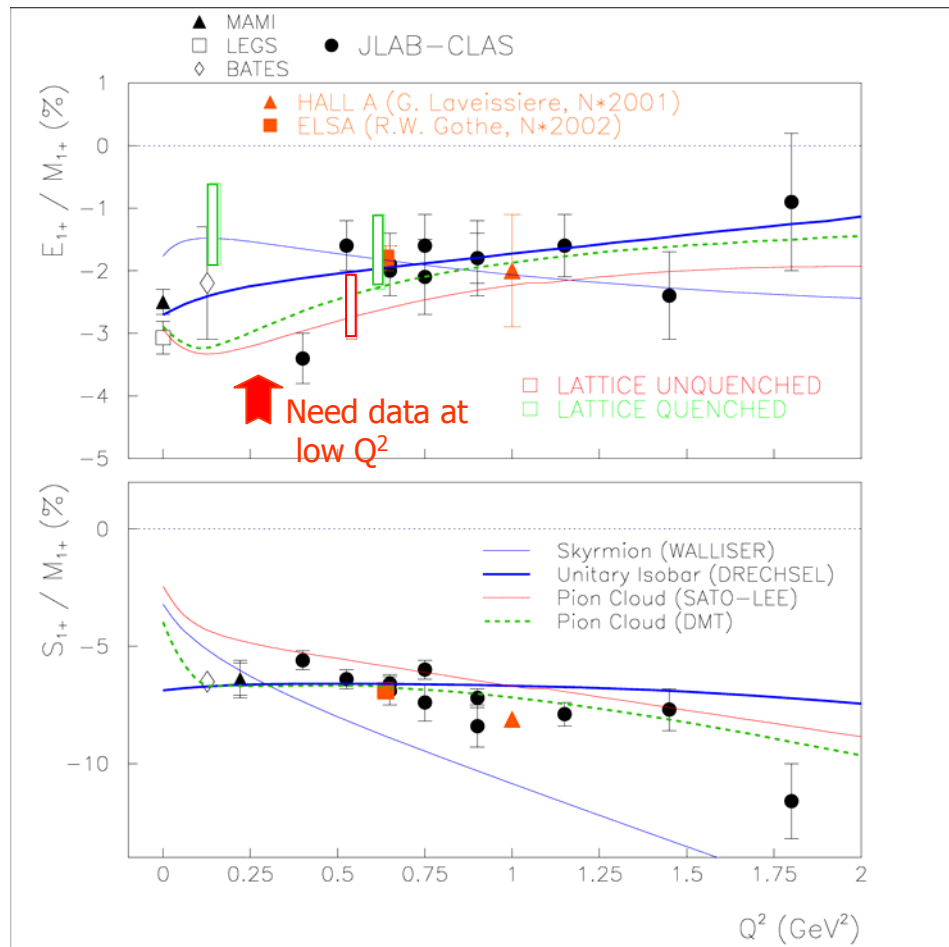 ▲ MAMI
□ LEGS ● JLAB-CLAS
◇ BATES
▲ HALL A (G. Laveissiere, N*2001)
■ ELSA (R.W. Gothe, N*2002)
E₁₊ / M₁₊ (%)
1
0
-1
-2
-3
-4
-5
□ LATTICE UNQUENCHED
□ LATTICE QUENCHED
Need data at
low Q²
S₁₊ / M₁₊ (%)
0
-5
-10
Skyrmion (WALLISER)
Unitary Isobar (DRECHSEL)
Pion Cloud (SATO-LEE)
Pion Cloud (DMT)
0 0.25 0.5 0.75 1 1.25 1.5 1.75 2
Q² (GeV²)